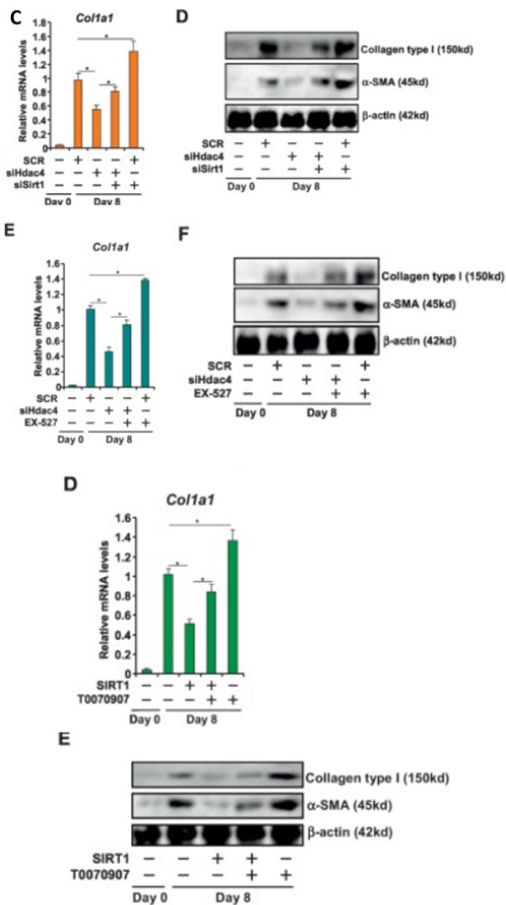 C
Col1a1
Relative mRNA levels
1.6
1.4
1.2
1
0.8
0.6
0.4
0.2
0
* * *
SCR − + − − +
siHdac4 − − + + −
siSirt1 − − − + +
Day 0 Day 8
D
Collagen type I (150kd)
α-SMA (45kd)
β-actin (42kd)
SCR − + − − +
siHdac4 − − + + −
siSirt1 − − − + +
Day 0 Day 8
E
Col1a1
Relative mRNA levels
1.6
1.4
1.2
1
0.8
0.6
0.4
0.2
0
* * *
SCR − + − − +
siHdac4 − − + + −
EX-527 − − − + +
Day 0 Day 8
F
Collagen type I (150kd)
α-SMA (45kd)
β-actin (42kd)
SCR − + − − +
siHdac4 − − + + −
EX-527 − − − + +
Day 0 Day 8
D
Col1a1
Relative mRNA levels
1.6
1.4
1.2
1
0.8
0.6
0.4
0.2
0
* * *
SIRT1 − − + + −
T0070907 − − − + +
Day 0 Day 8
E
Collagen type I (150kd)
α-SMA (45kd)
β-actin (42kd)
SIRT1 − − + + −
T0070907 − − − + +
Day 0 Day 8